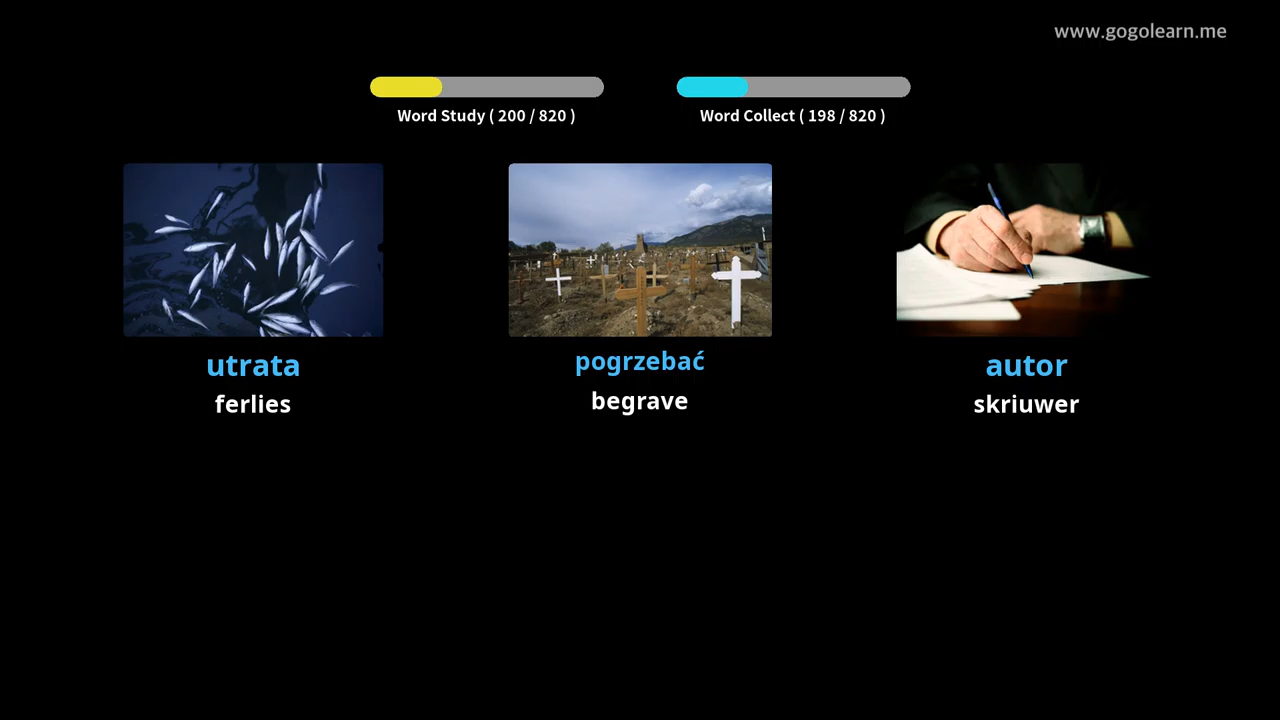 www.gogolearn.me
Word Study ( 200 / 820 )
Word Collect ( 198 / 820 )
utrata
ferlies
pogrzebać
begrave
autor
skriuwer